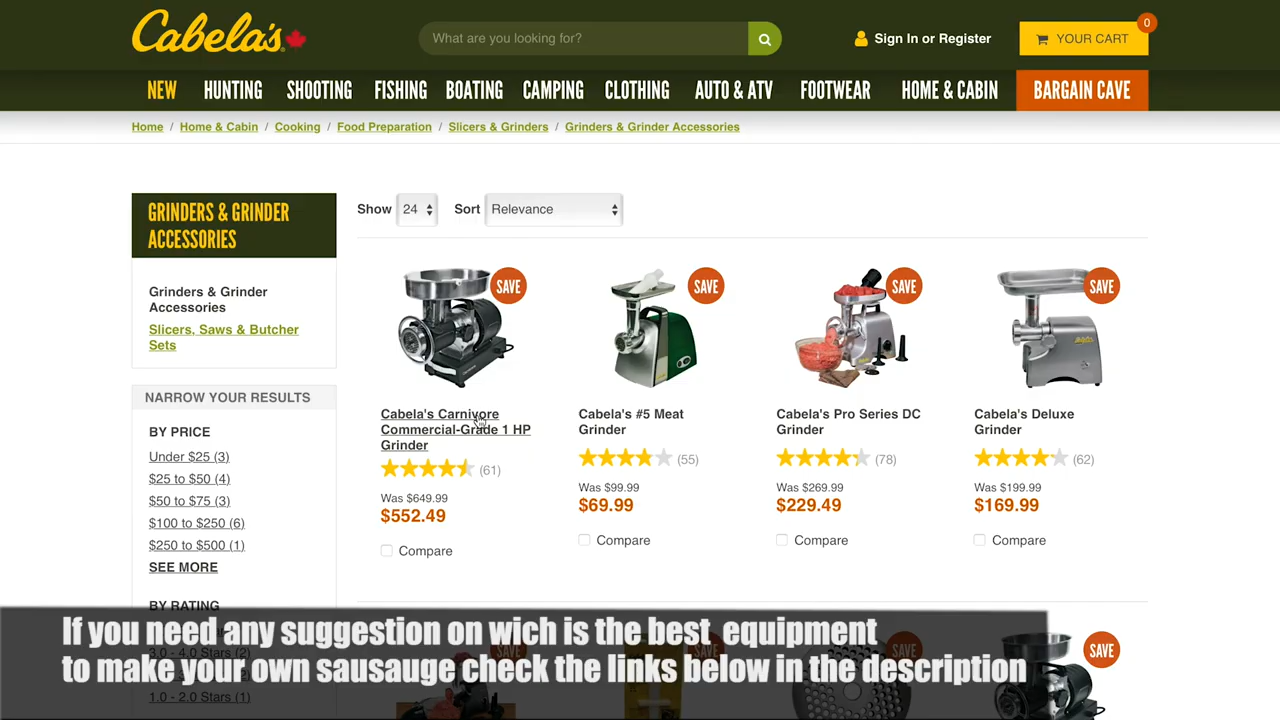 Cabela's
What are you looking for?
Sign In or Register
YOUR CART
0
NEW HUNTING SHOOTING FISHING BOATING CAMPING CLOTHING AUTO & ATV FOOTWEAR HOME & CABIN BARGAIN CAVE
Home / Home & Cabin / Cooking / Food Preparation / Slicers & Grinders / Grinders & Grinder Accessories
GRINDERS & GRINDER
ACCESSORIES
Grinders & Grinder
Accessories
Slicers, Saws & Butcher
Sets
NARROW YOUR RESULTS
BY PRICE
Under $25 (3)
$25 to $50 (4)
$50 to $75 (3)
$100 to $250 (6)
$250 to $500 (1)
SEE MORE
BY RATING
3.0 - 4.0 Stars (2)
1.0 - 2.0 Stars (1)
Show 24 Sort Relevance
SAVE
Cabela's Carnivore
Commercial-Grade 1 HP
Grinder
(61)
Was $649.99
$552.49
Compare
SAVE
Cabela's #5 Meat
Grinder
(55)
Was $99.99
$69.99
Compare
SAVE
Cabela's Pro Series DC
Grinder
(78)
Was $269.99
$229.49
Compare
SAVE
Cabela's Deluxe
Grinder
(62)
Was $199.99
$169.99
Compare
SAVE
SAVE
SAVE
SAVE
If you need any suggestion on wich is the best equipment
to make your own sausauge check the links below in the description